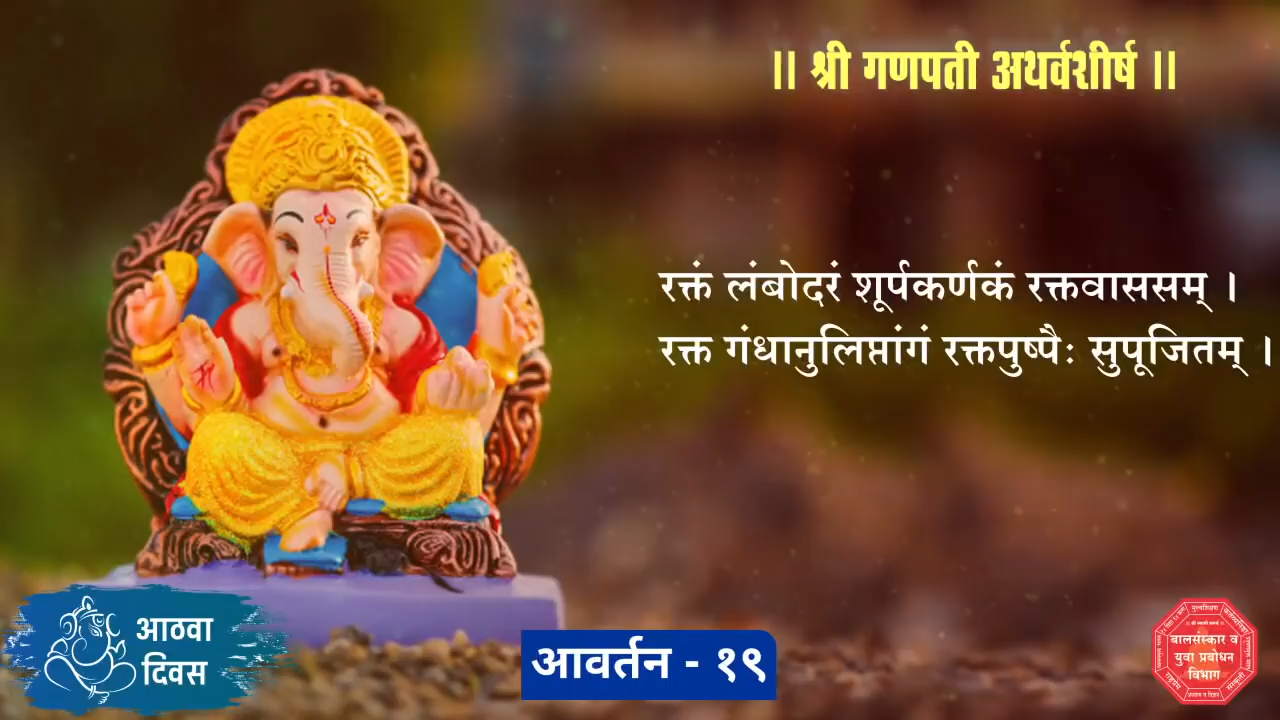 ॥ श्री गणपती अथर्वशीर्ष ॥
रक्तं लंबोदरं शूर्पकर्णकं रक्तवाससम् ।
रक्त गंधानुलिप्तांगं रक्तपुष्पैः सुपूजितम् ।
आठवा
दिवस
आवर्तन - १९
बालसंस्कार व
युवा प्रबोधन
विभाग